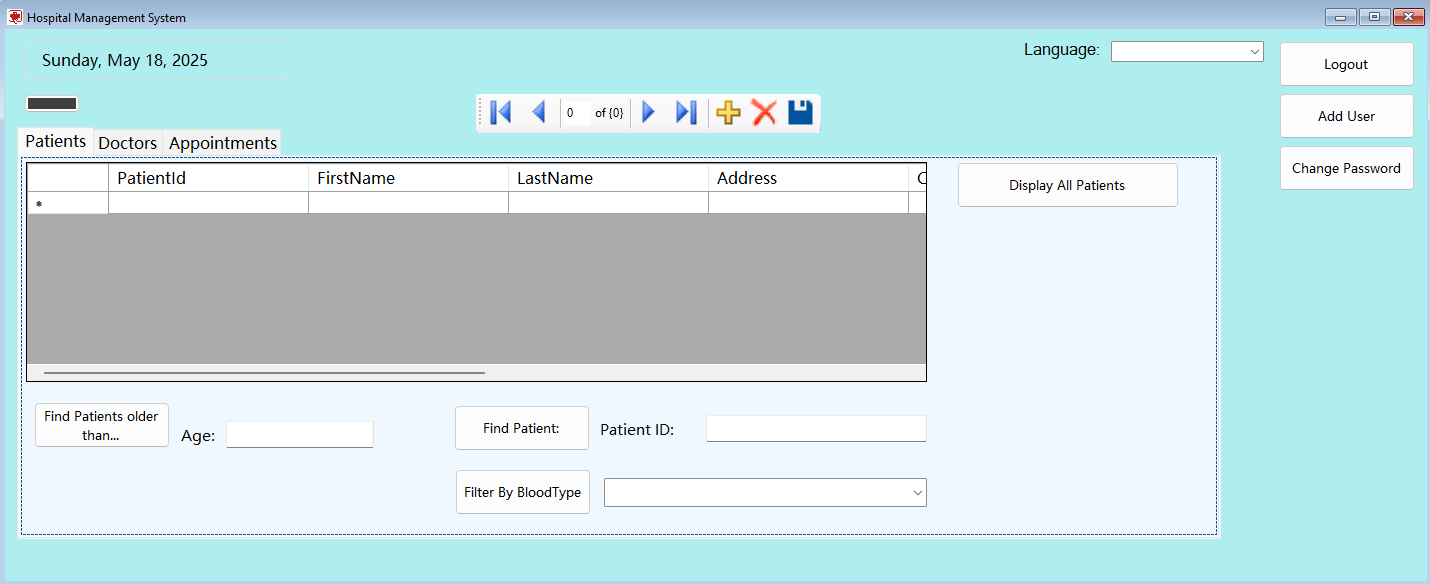 Hospital Management System
Sunday, May 18, 2025
Language:
Logout
Add User
Change Password
0 of {0}
Patients Doctors Appointments
PatientId FirstName LastName Address
*
Display All Patients
Find Patients older
than...
Age:
Find Patient:
Patient ID:
Filter By BloodType